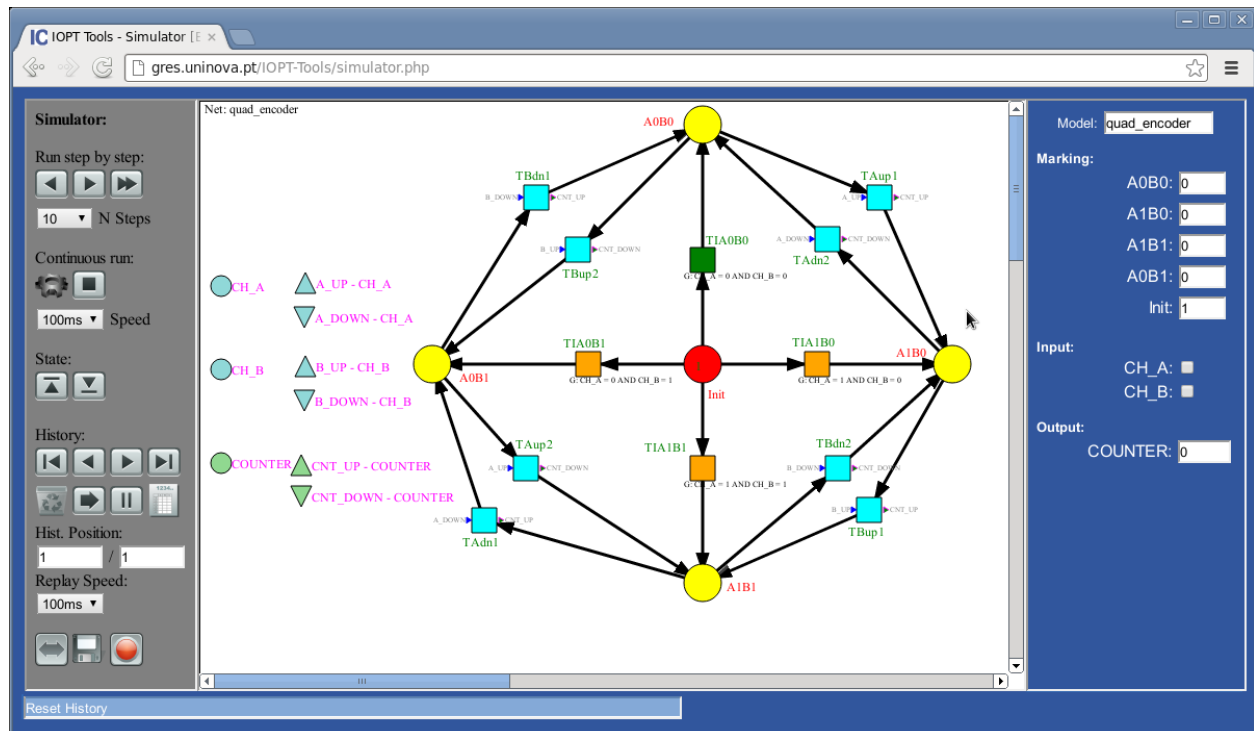 IC IOPT Tools - Simulator [E ×
gres.uninova.pt/IOPT-Tools/simulator.php
Simulator:
Run step by step:
10 N Steps
Continuous run:
100ms Speed
State:
History:
1234..
Hist. Position:
1 / 1
Replay Speed:
100ms
Net: quad_encoder
A0B0
TBdn1
B_DOWN CNT_UP
TAup1
A_UP CNT_UP
B_UP CNT_DOWN
TBup2
TIA0B0
G: CH_A = 0 AND CH_B = 0
A_DOWN CNT_DOWN
TAdn2
CH_A
A_UP - CH_A
A_DOWN - CH_A
TIA0B1
G: CH_A = 0 AND CH_B = 1
TIA1B0
G: CH_A = 1 AND CH_B = 0
A1B0
CH_B
B_UP - CH_B
A0B1
Init
B_DOWN - CH_B
TAup2
A_UP CNT_DOWN
TIA1B1
G: CH_A = 1 AND CH_B = 1
TBdn2
B_DOWN CNT_DOWN
COUNTER
CNT_UP - COUNTER
CNT_DOWN - COUNTER
A_DOWN CNT_UP
TAdn1
B_UP CNT_UP
TBup1
A1B1
Model: quad_encoder
Marking:
A0B0: 0
A1B0: 0
A1B1: 0
A0B1: 0
Init: 1
Input:
CH_A:
CH_B:
Output:
COUNTER: 0
Reset History